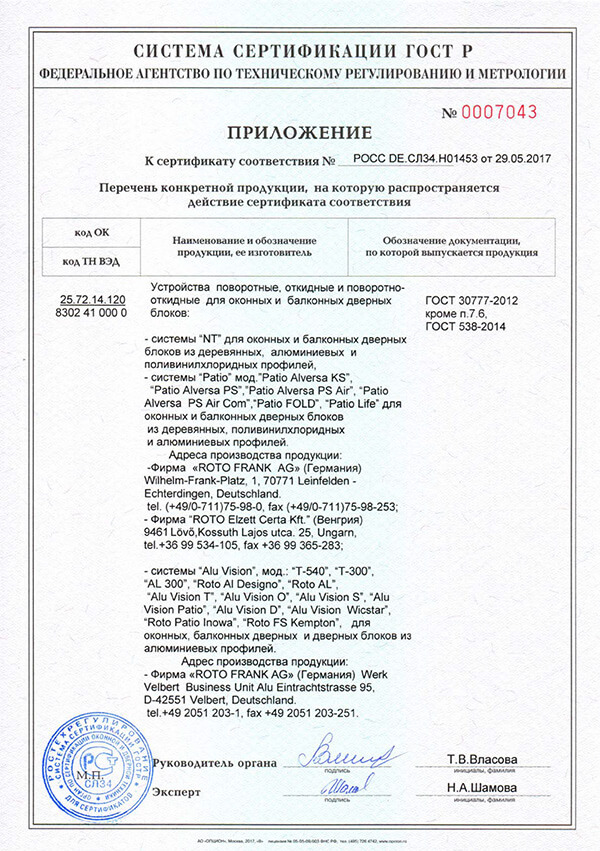 СИСТЕМА СЕРТИФИКАЦИИ ГОСТ Р
ФЕДЕРАЛЬНОЕ АГЕНТСТВО ПО ТЕХНИЧЕСКОМУ РЕГУЛИРОВАНИЮ И МЕТРОЛОГИИ
№ 0007043
ПРИЛОЖЕНИЕ
К сертификату соответствия № РОСС DE.СЛ34.Н01453 от 29.05.2017
Перечень конкретной продукции, на которую распространяется
действие сертификата соответствия
код ОК
код ТН ВЭД
Наименование и обозначение
продукции, ее изготовитель
Обозначение документации,
по которой выпускается продукция
25.72.14.120
8302 41 000 0
Устройства поворотные, откидные и поворотно-
откидные для оконных и балконных дверных
блоков:
ГОСТ 30777-2012
кроме п.7.6,
ГОСТ 538-2014
- системы “NT” для оконных и балконных дверных
блоков из деревянных, алюминиевых и
поливинилхлоридных профилей,
- системы “Patio” мод.”Patio Alversa KS”,
“Patio Alversa PS”,”Patio Alversa PS Air”, “Patio
Alversa PS Air Com”,”Patio FOLD”, “Patio Life” для
оконных и балконных дверных блоков
из деревянных, поливинилхлоридных
и алюминиевых профилей.
Адреса производства продукции:
-Фирма «ROTO FRANK AG» (Германия)
Wilhelm-Frank-Platz, 1, 70771 Leinfelden -
Echterdingen, Deutschland.
tel. (+49/0-711)75-98-0, fax (+49/0-711)75-98-253;
- Фирма “ROTO Elzett Certa Kft.” (Венгрия)
9461 Lövő,Kossuth Lajos utca. 25, Ungarn,
tel.+36 99 534-105, fax +36 99 365-283;
- системы “Alu Vision”, мод.: “T-540”, “T-300”,
“AL 300”, “Roto Al Designo”, “Roto AL”,
“Alu Vision T”, “Alu Vision O”, “Alu Vision S”, “Alu
Vision Patio”, “Alu Vision D”, “Alu Vision Wicstar”,
“Roto Patio Inowa”, “Roto FS Kempton”, для
оконных, балконных дверных и дверных блоков из
алюминиевых профилей.
Адрес производства продукции:
- Фирма «ROTO FRANK AG» (Германия) Werk
Velbert Business Unit Alu Eintrachtstrasse 95,
D-42551 Velbert, Deutschland.
tel.+49 2051 203-1, fax +49 2051 203-251.
РОСТЕХРЕГУЛИРОВАНИЕ
СИСТЕМА СЕРТИФИКАЦИИ ГОСТ Р
ДЛЯ СЕРТИФИКАТОВ
М.П.
СЛ34
Руководитель органа
подпись
Т.В.Власова
инициалы, фамилия
Эксперт
подпись
Н.А.Шамова
инициалы, фамилия